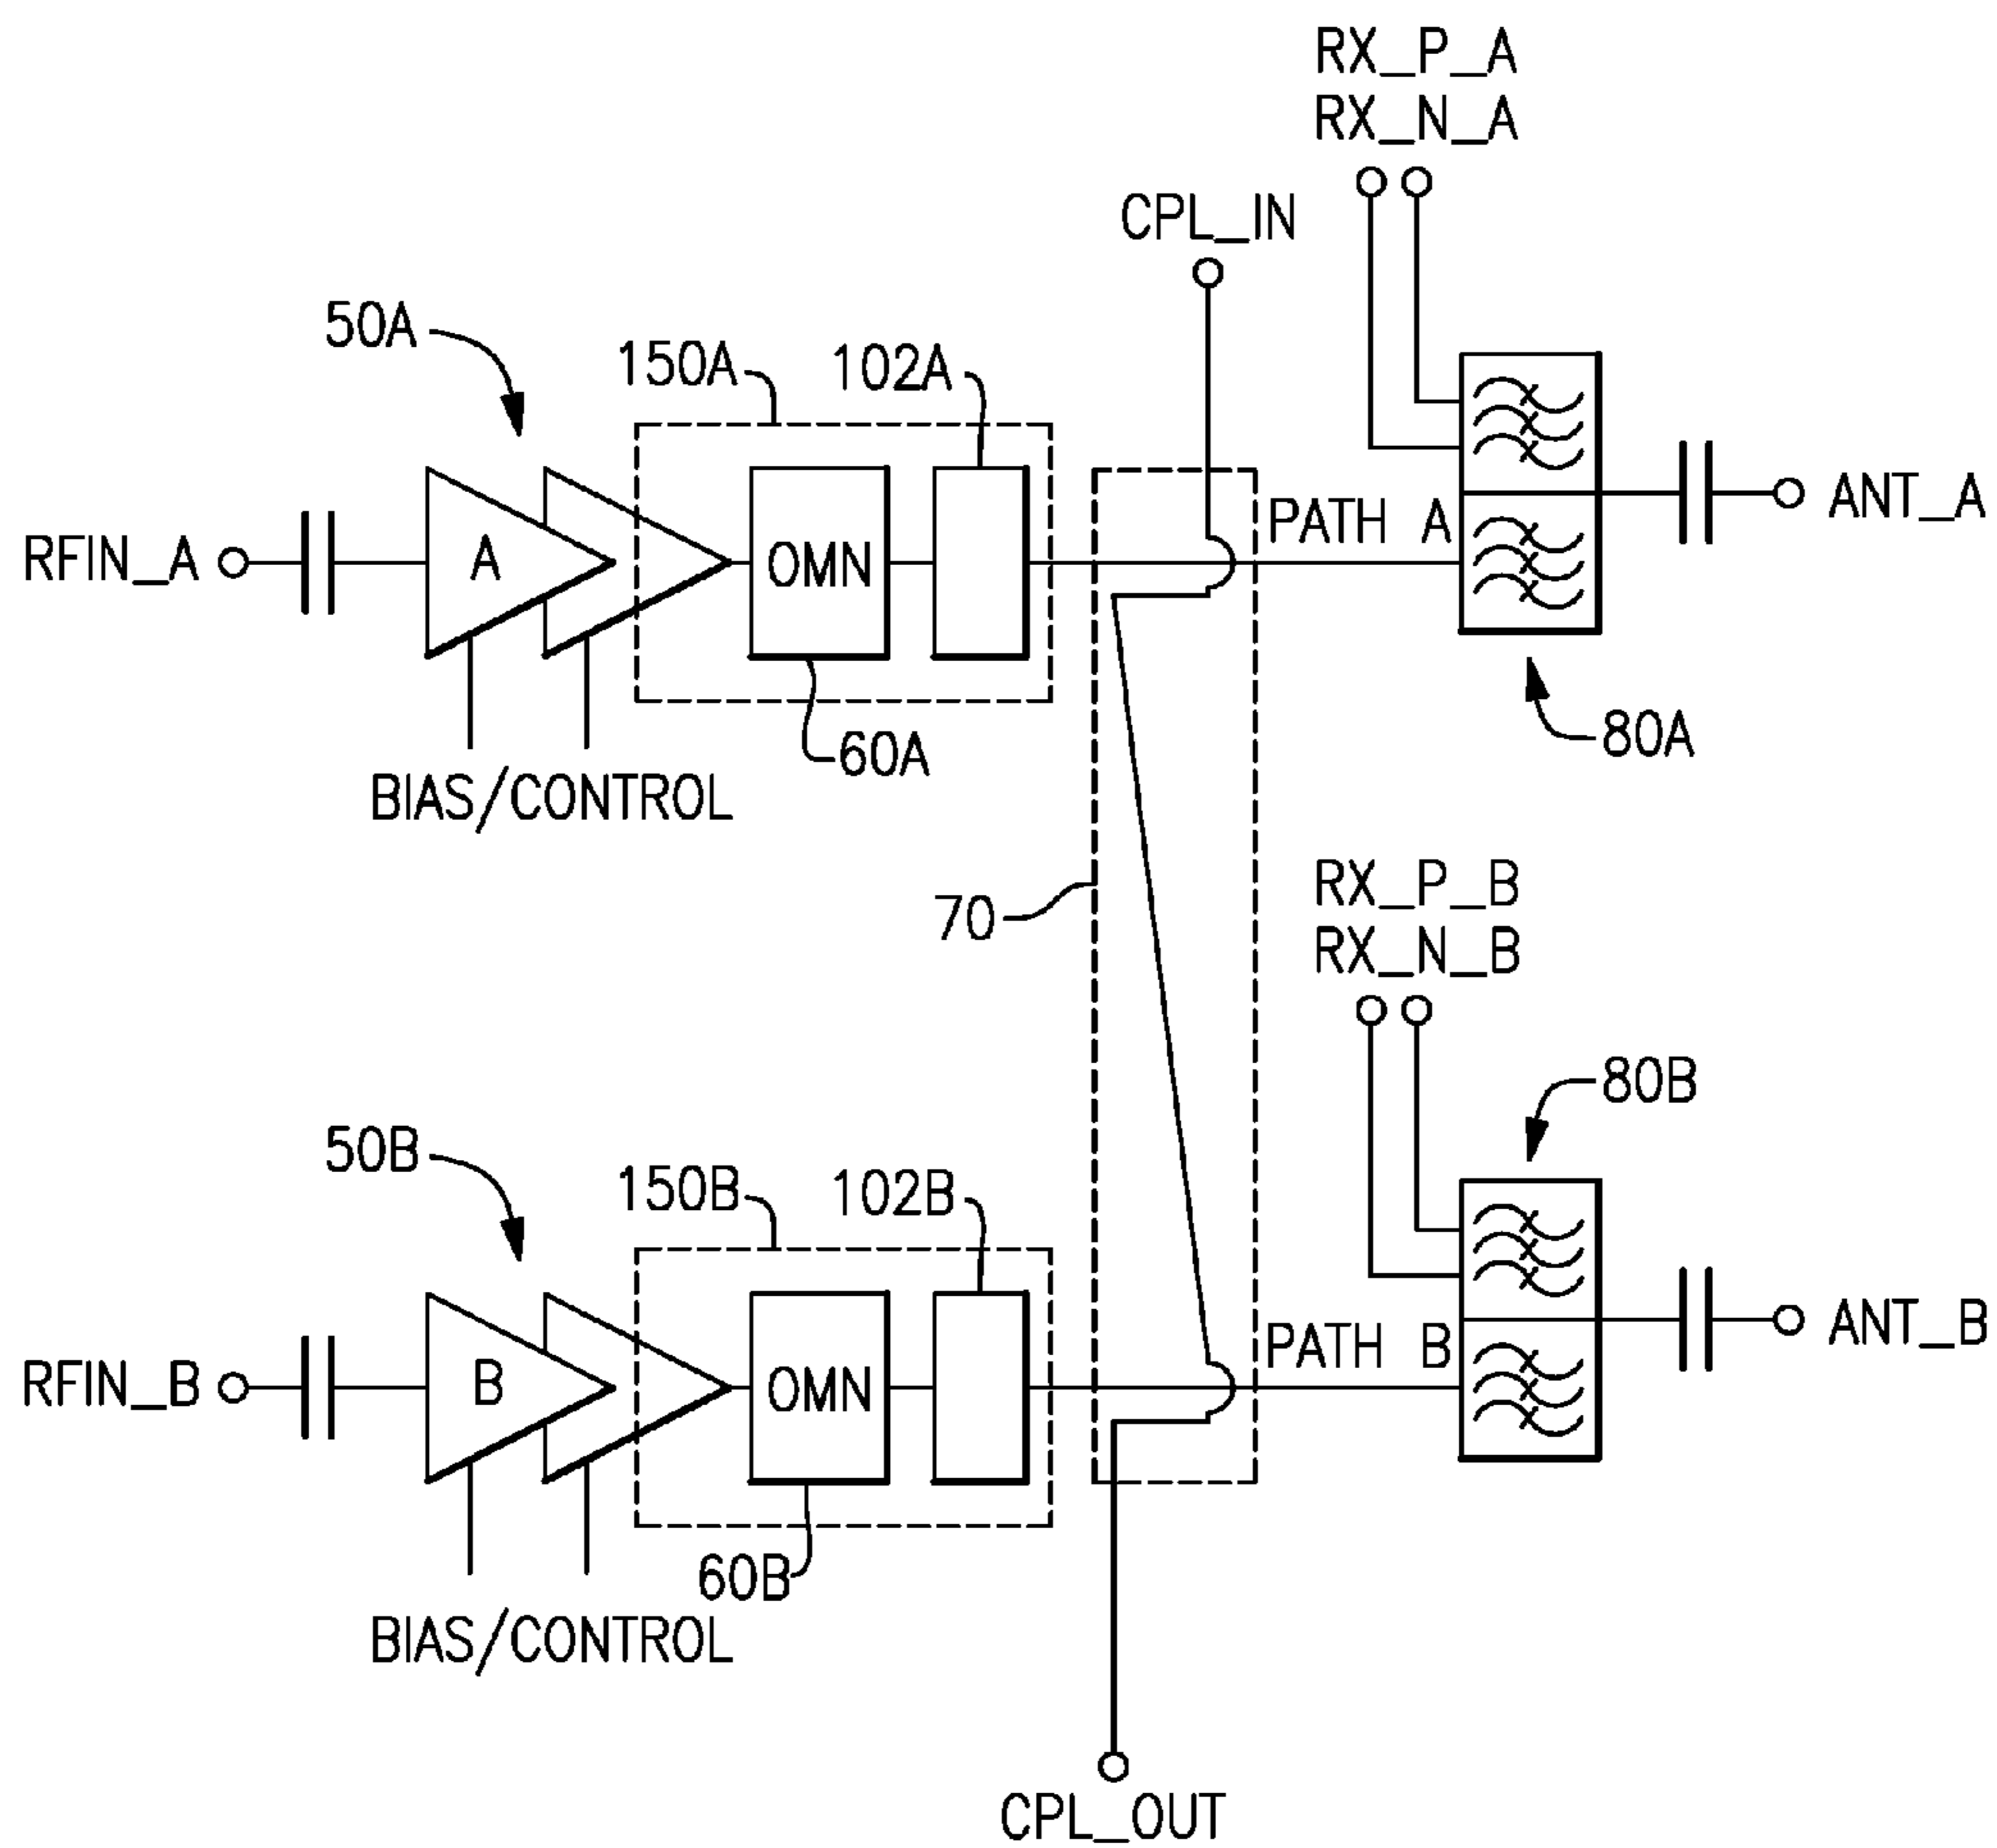 RX_P_A
RX_N_A
CPL_IN
50A
150A
102A
RFIN_A
A
OMN
PATH A
ANT_A
60A
80A
BIAS/CONTROL
70
RX_P_B
RX_N_B
80B
50B
150B
102B
RFIN_B
B
OMN
PATH B
ANT_B
60B
BIAS/CONTROL
CPL_OUT